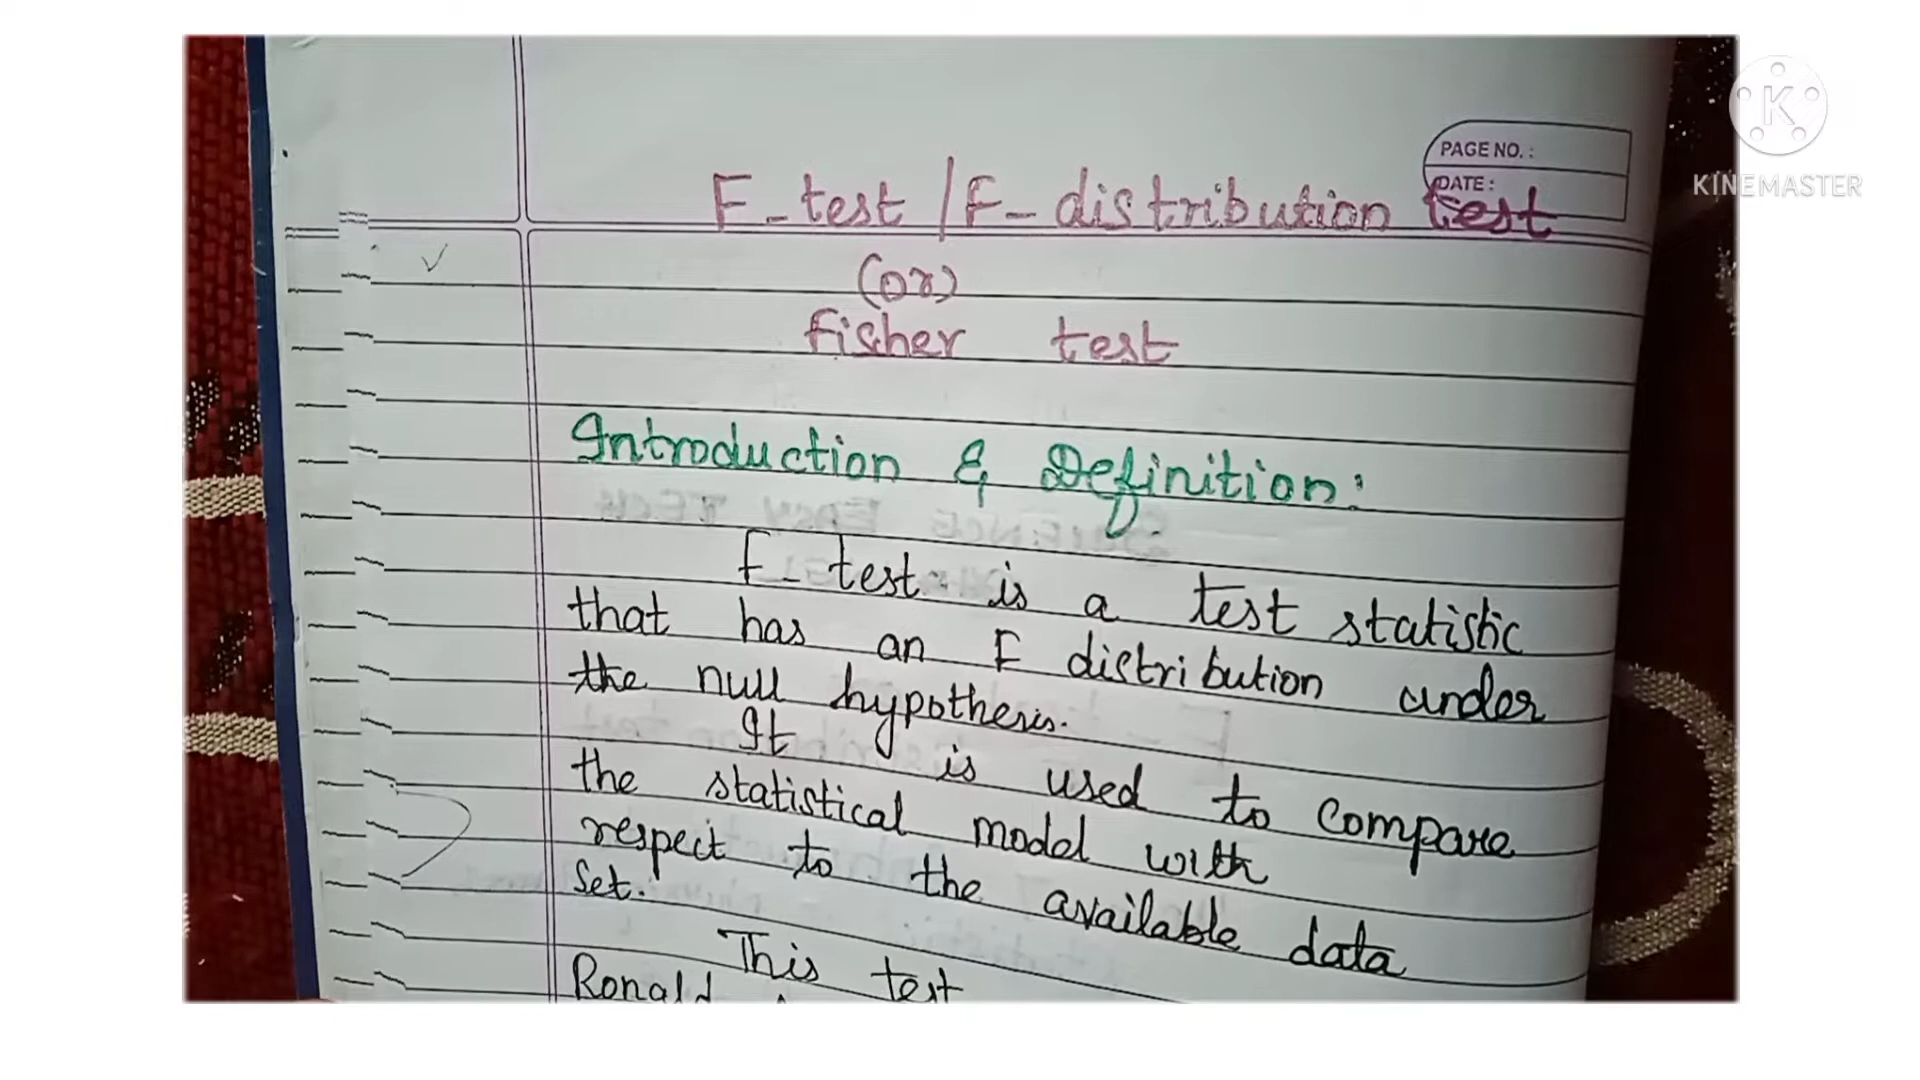 PAGE NO. :
DATE :
KINEMASTER
F-test / F-distribution test
(or)
Fisher test
Introduction & Definition:
F-test is a test statistic
that has an F distribution under
the null hypothesis.
It is used to compare
the statistical model with
respect to the available data
set.
This test
Ronald